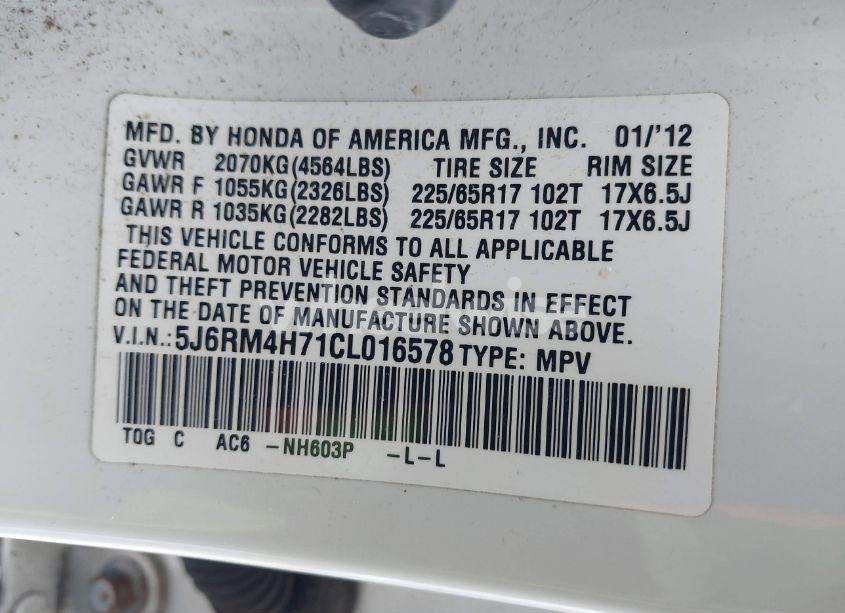 MFD. BY HONDA OF AMERICA MFG., INC. 01/'12
GVWR 2070KG(4564LBS) TIRE SIZE RIM SIZE
GAWR F 1055KG(2326LBS) 225/65R17 102T 17X6.5J
GAWR R 1035KG(2282LBS) 225/65R17 102T 17X6.5J
THIS VEHICLE CONFORMS TO ALL APPLICABLE
FEDERAL MOTOR VEHICLE SAFETY
AND THEFT PREVENTION STANDARDS IN EFFECT
ON THE DATE OF MANUFACTURE SHOWN ABOVE.
V.I.N.: 5J6RM4H71CL016578 TYPE: MPV
TOG C AC6 -NH603P -L-L